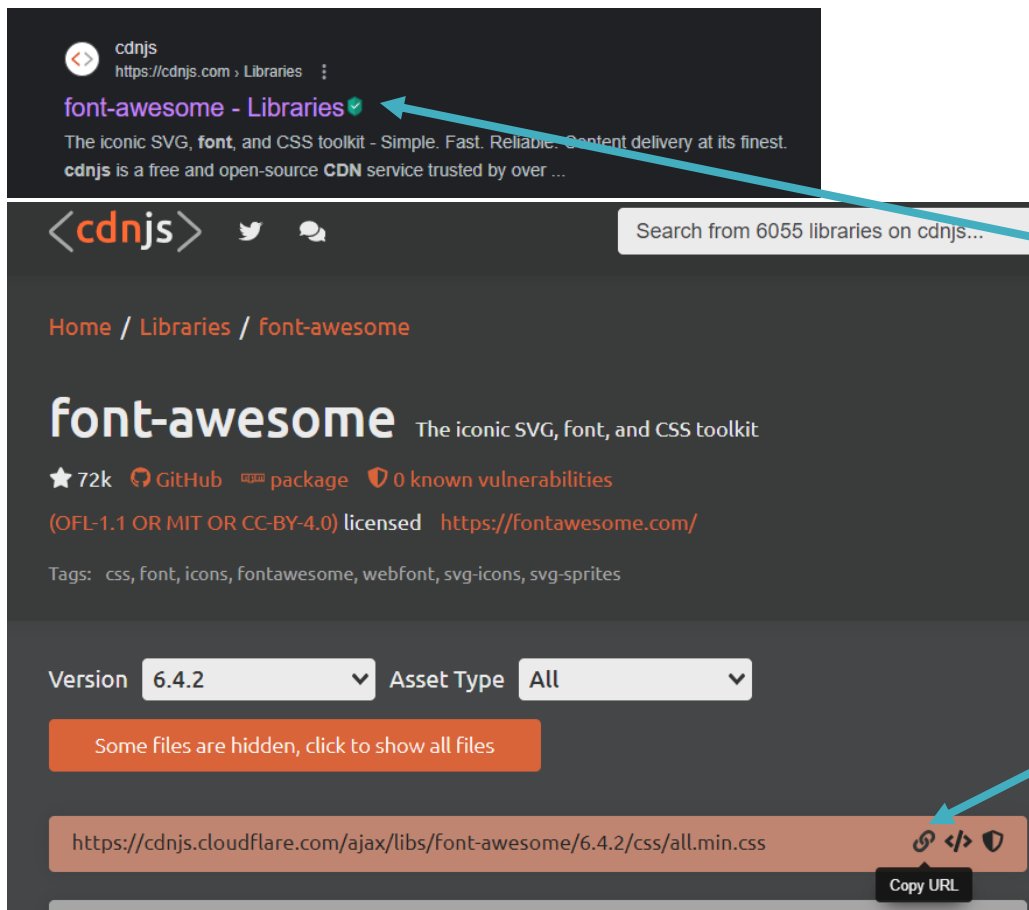 cdnjs
https://cdnjs.com › Libraries
font-awesome - Libraries
The iconic SVG, font, and CSS toolkit - Simple. Fast. Reliable. Content delivery at its finest.
cdnjs is a free and open-source CDN service trusted by over ...
<cdnjs>
Search from 6055 libraries on cdnjs...
Home / Libraries / font-awesome
font-awesome The iconic SVG, font, and CSS toolkit
72k GitHub npm package 0 known vulnerabilities
(OFL-1.1 OR MIT OR CC-BY-4.0) licensed https://fontawesome.com/
Tags: css, font, icons, fontawesome, webfont, svg-icons, svg-sprites
Version 6.4.2 Asset Type All
Some files are hidden, click to show all files
https://cdnjs.cloudflare.com/ajax/libs/font-awesome/6.4.2/css/all.min.css </>
Copy URL